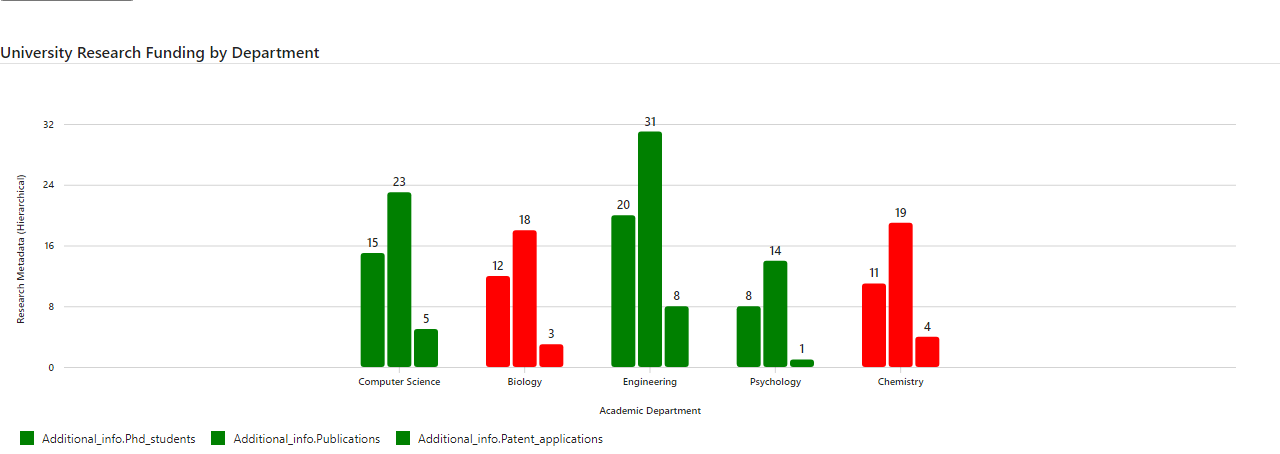 University Research Funding by Department
Research Metadata (Hierarchical)
32
24
16
8
0
15
23
5
12
18
3
20
31
8
8
14
1
11
19
4
Computer Science
Biology
Engineering
Psychology
Chemistry
Academic Department
Additional_info.Phd_students
Additional_info.Publications
Additional_info.Patent_applications